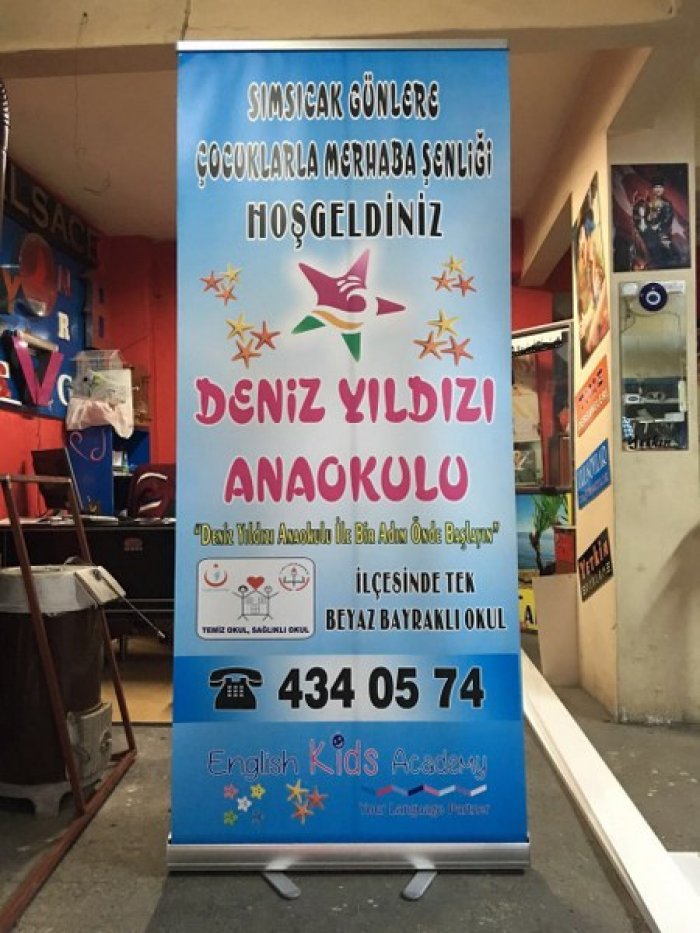 SIMSICAK GÜNLERE
ÇOCUKLARLA MERHABA ŞENLİĞİ
HOŞGELDİNİZ
DENİZ YILDIZI
ANAOKULU
"Deniz Yıldızı Anaokulu İle Bir Adım Önde Başlayın"
TEMİZ OKUL, SAĞLIKLI OKUL
İLÇESİNDE TEK
BEYAZ BAYRAKLI OKUL
434 05 74
English Kids Academy
Your Language Partner